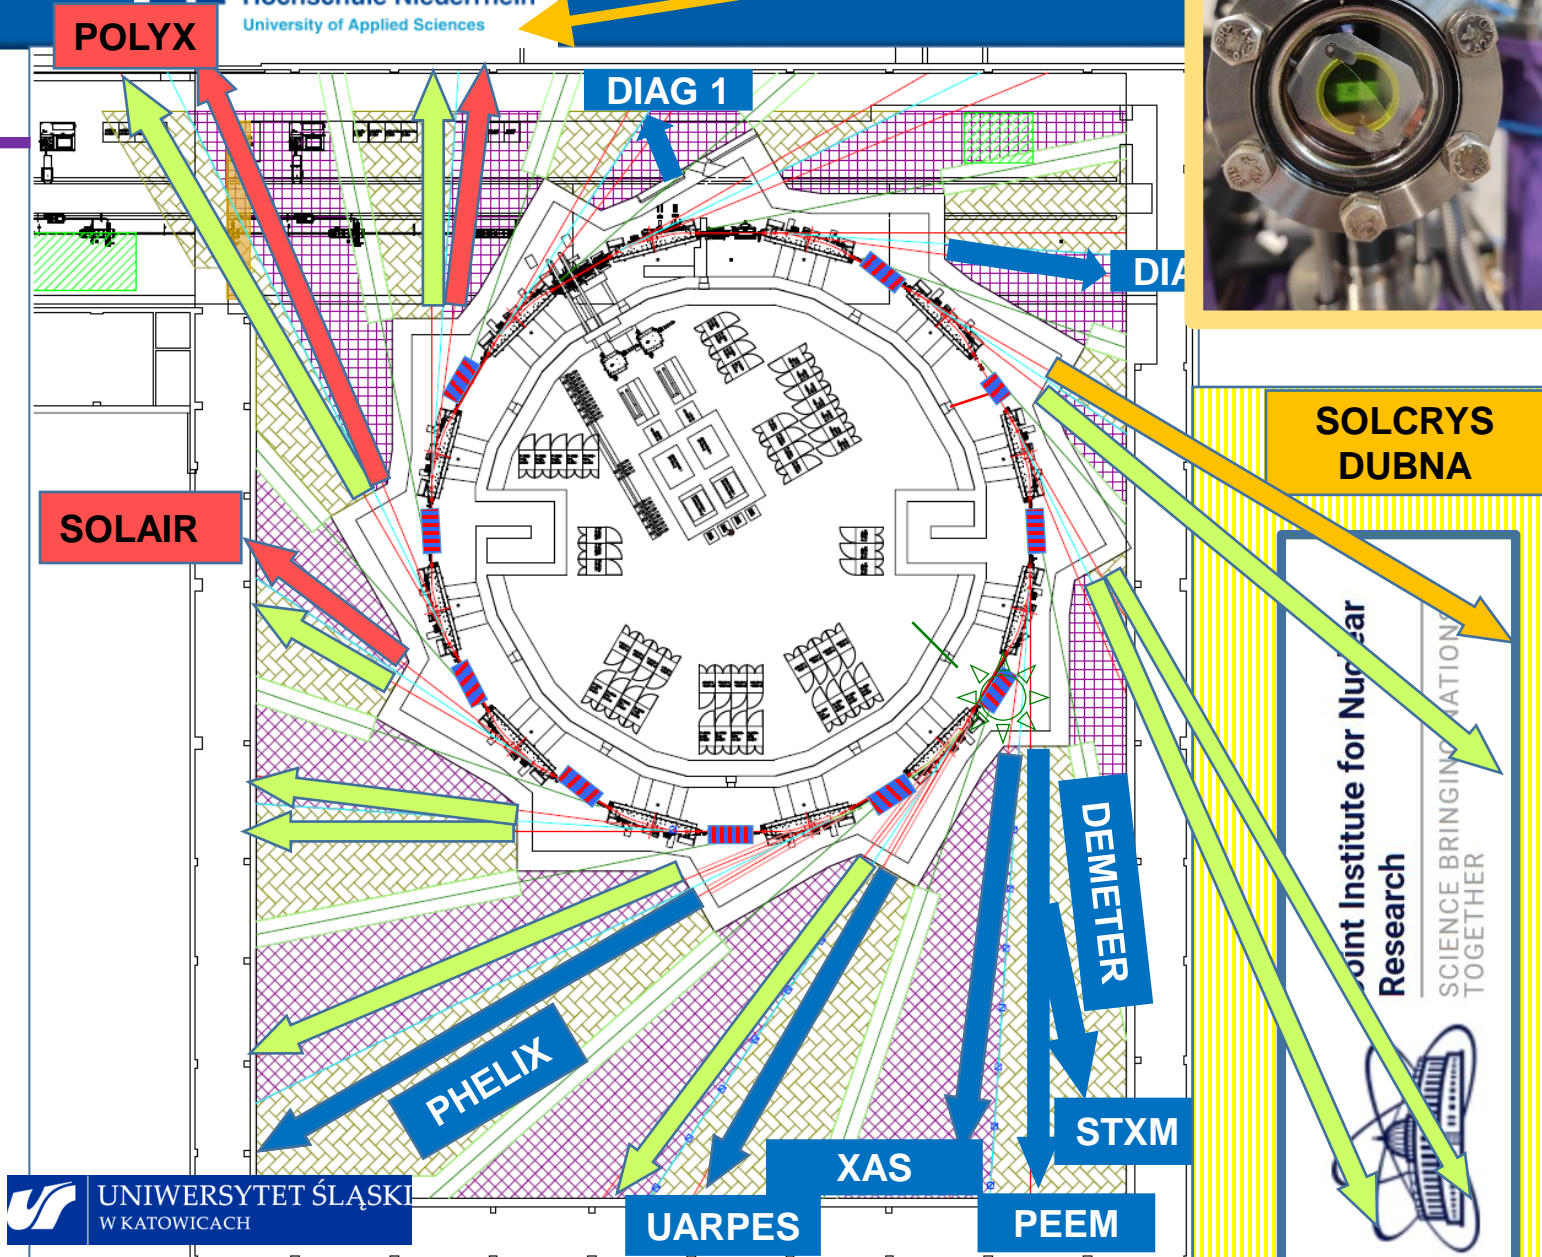 University of Applied Sciences
POLYX
DIAG 1
SOLCRYS
DUBNA
SOLAIR
Joint Institute for Nuclear
Research
SCIENCE BRINGING NATIONS
TOGETHER
DEMETER
PHELIX
STXM
XAS
UARPES
PEEM
UNIWERSYTET ŚLĄSKI
W KATOWICACH